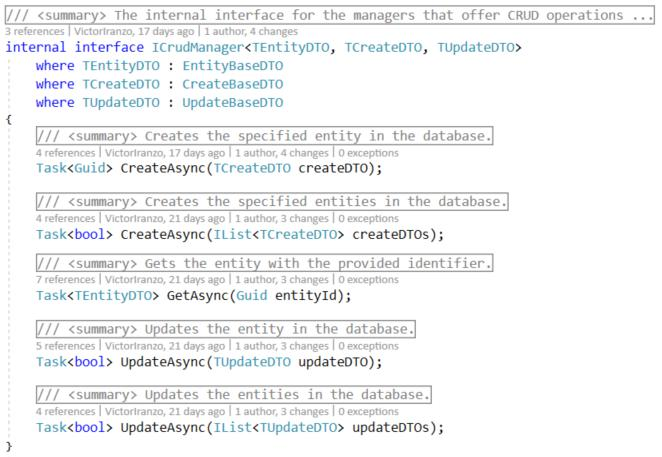 /// <summary> The internal interface for the managers that offer CRUD operations ...
3 references | VictorIranzo, 17 days ago | 1 author, 4 changes
internal interface ICrudManager<TEntityDTO, TCreateDTO, TUpdateDTO>
    where TEntityDTO : EntityBaseDTO
    where TCreateDTO : CreateBaseDTO
    where TUpdateDTO : UpdateBaseDTO
{
    /// <summary> Creates the specified entity in the database.
    4 references | VictorIranzo, 17 days ago | 1 author, 4 changes | 0 exceptions
    Task<Guid> CreateAsync(TCreateDTO createDTO);
    /// <summary> Creates the specified entities in the database.
    4 references | VictorIranzo, 21 days ago | 1 author, 3 changes | 0 exceptions
    Task<bool> CreateAsync(IList<TCreateDTO> createDTOs);
    /// <summary> Gets the entity with the provided identifier.
    7 references | VictorIranzo, 21 days ago | 1 author, 3 changes | 0 exceptions
    Task<TEntityDTO> GetAsync(Guid entityId);
    /// <summary> Updates the entity in the database.
    5 references | VictorIranzo, 21 days ago | 1 author, 3 changes | 0 exceptions
    Task<bool> UpdateAsync(TUpdateDTO updateDTO);
    /// <summary> Updates the entities in the database.
    4 references | VictorIranzo, 21 days ago | 1 author, 3 changes | 0 exceptions
    Task<bool> UpdateAsync(IList<TUpdateDTO> updateDTOs);
}